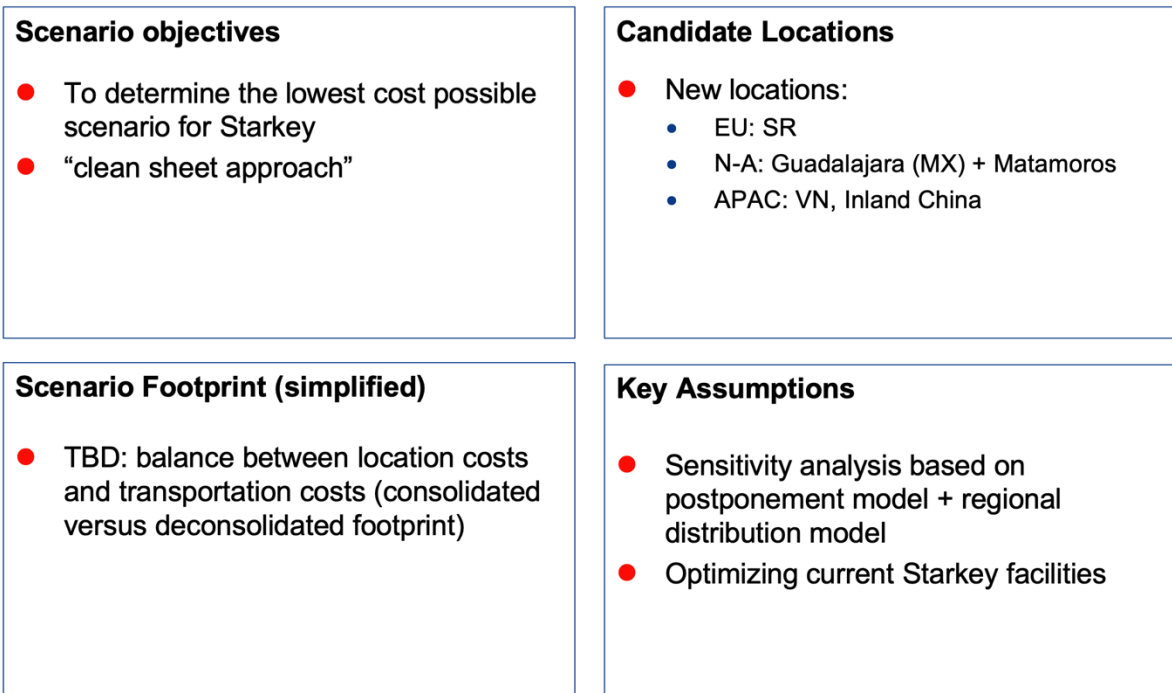 Scenario objectives
To determine the lowest cost possible
scenario for Starkey
“clean sheet approach”
Candidate Locations
New locations:
EU: SR
N-A: Guadalajara (MX) + Matamoros
APAC: VN, Inland China
Scenario Footprint (simplified)
TBD: balance between location costs
and transportation costs (consolidated
versus deconsolidated footprint)
Key Assumptions
Sensitivity analysis based on
postponement model + regional
distribution model
Optimizing current Starkey facilities